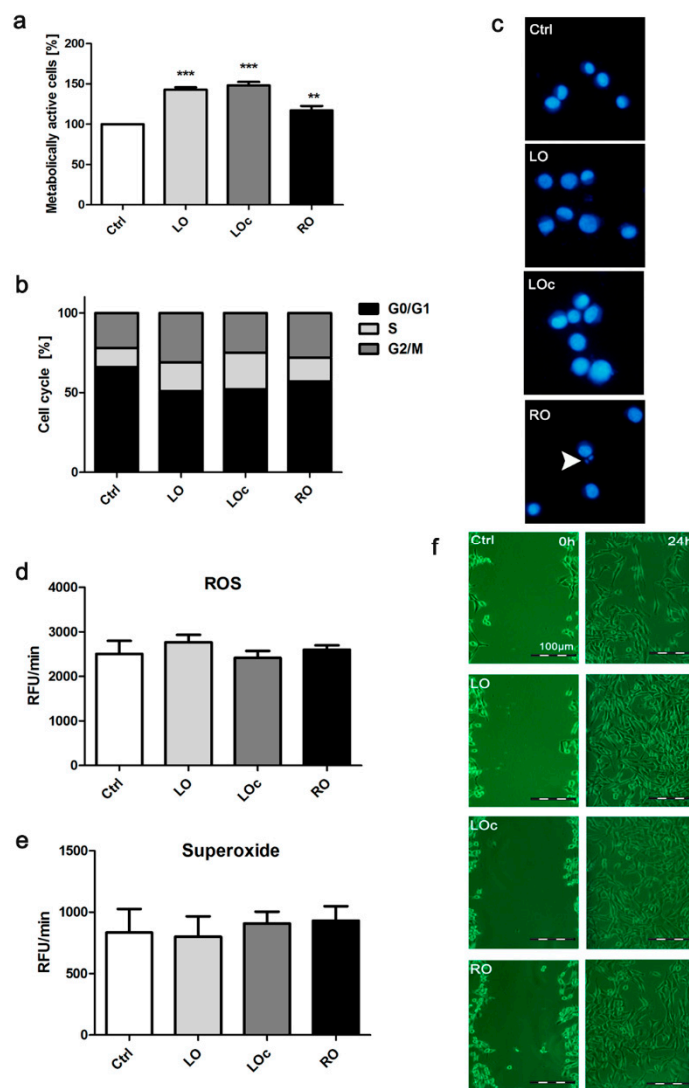 a
Metabolically active cells [%]
200
150
100
50
0
***
***
**
Ctrl
LO
LOc
RO
b
Cell cycle [%]
100
50
0
Ctrl
LO
LOc
RO
G0/G1
S
G2/M
c
Ctrl
LO
LOc
RO
d
ROS
RFU/min
4000
3000
2000
1000
0
Ctrl
LO
LOc
RO
e
Superoxide
RFU/min
1500
1000
500
0
Ctrl
LO
LOc
RO
f
Ctrl 0h
24h
100µm
LO
LOc
RO